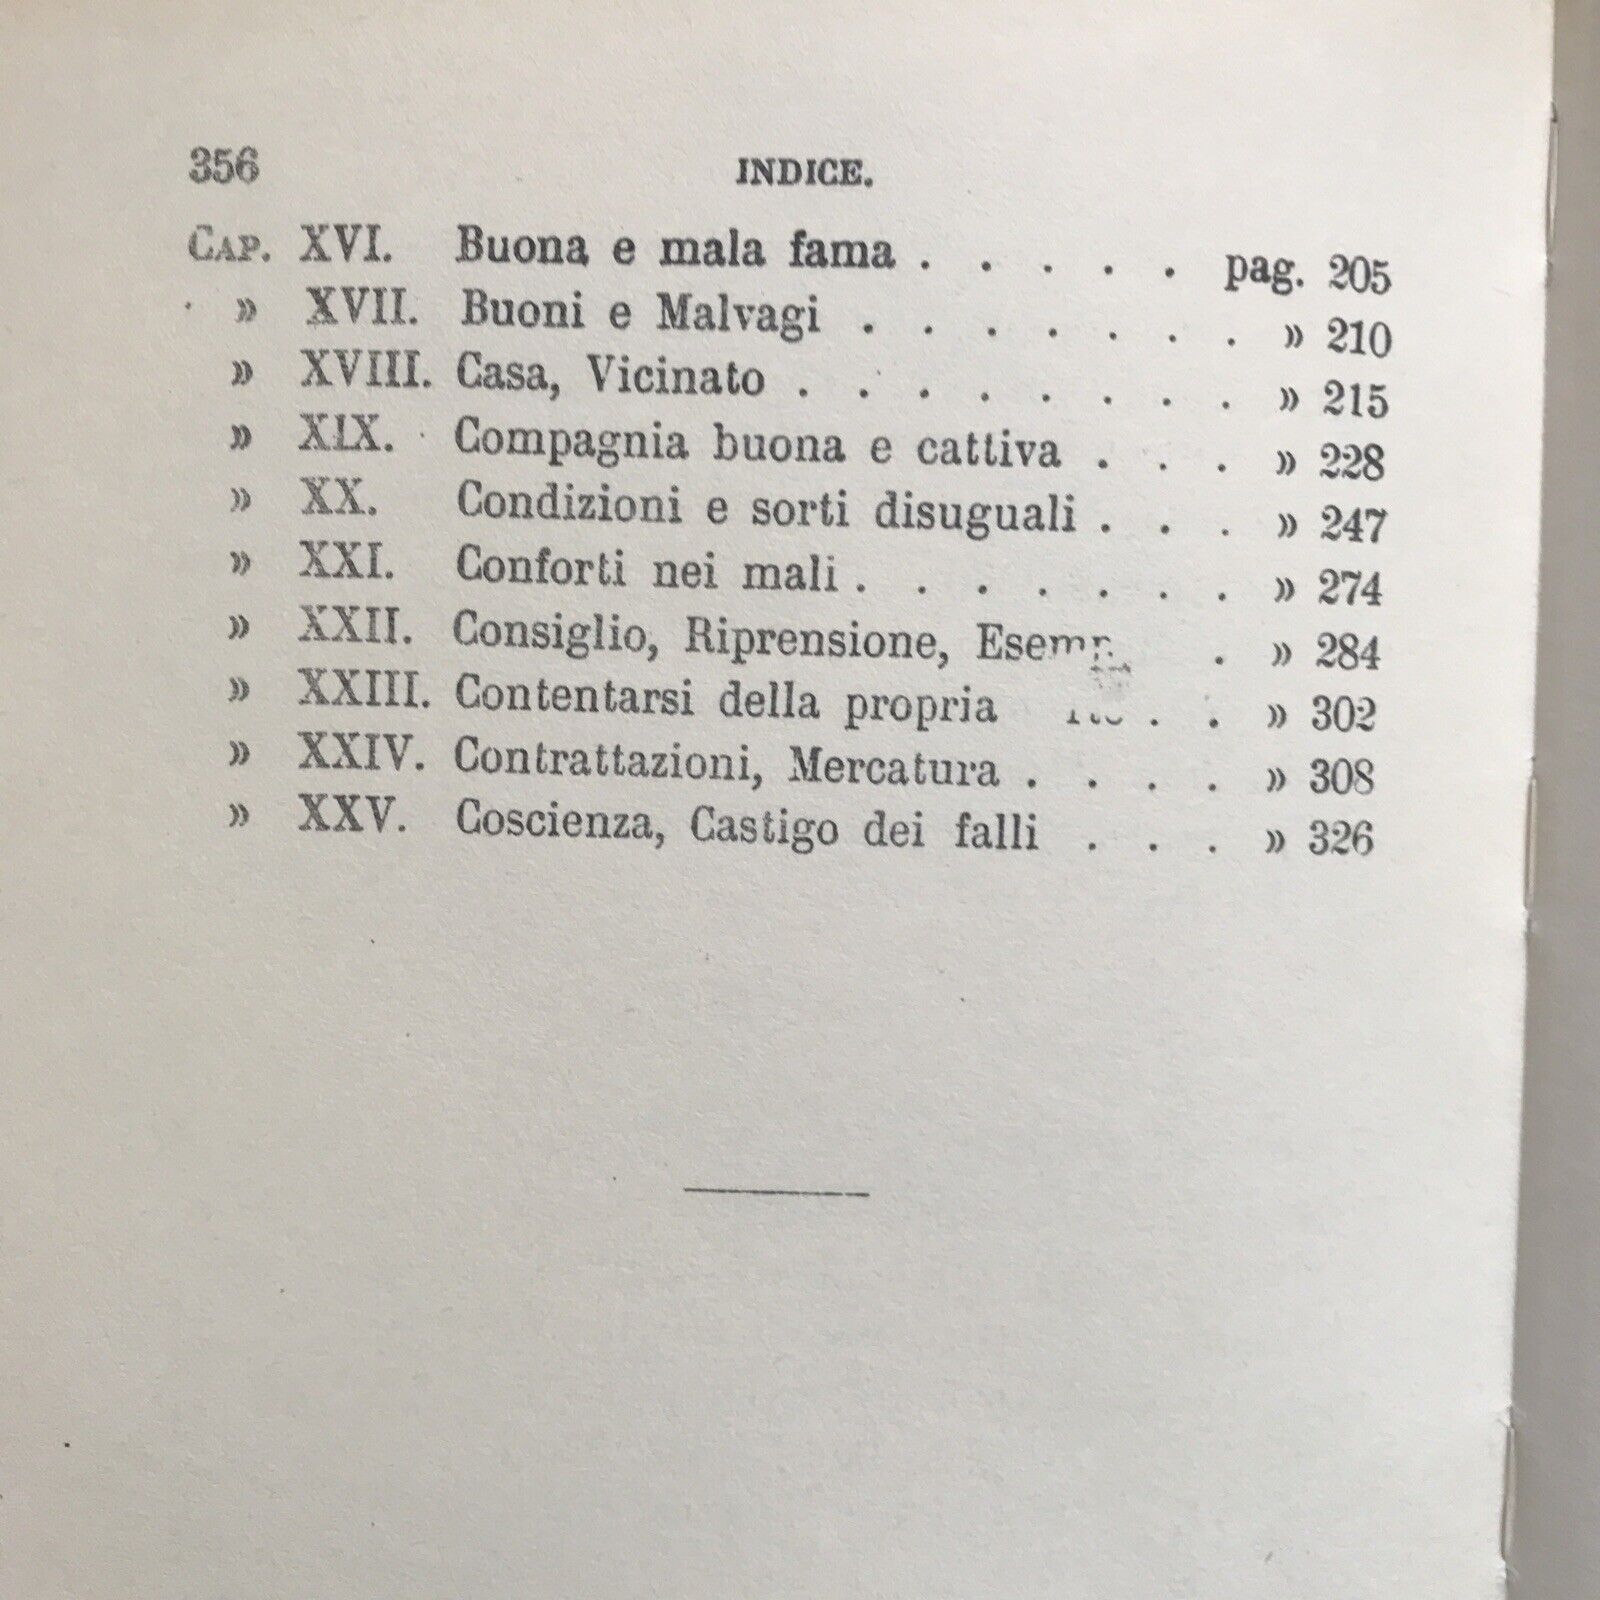 356 INDICE.
CAP. XVI. Buona e mala fama . . . . . pag. 205
» XVII. Buoni e Malvagi . . . . . . . » 210
» XVIII. Casa, Vicinato . . . . . . . . » 215
» XIX. Compagnia buona e cattiva . . . » 228
» XX. Condizioni e sorti disuguali . . . » 247
» XXI. Conforti nei mali . . . . . . . » 274
» XXII. Consiglio, Riprensione, . » 284
» XXIII. Contentarsi della propria . . » 302
» XXIV. Contrattazioni, Mercatura . . . . » 308
» XXV. Coscienza, Castigo dei falli . . . » 326